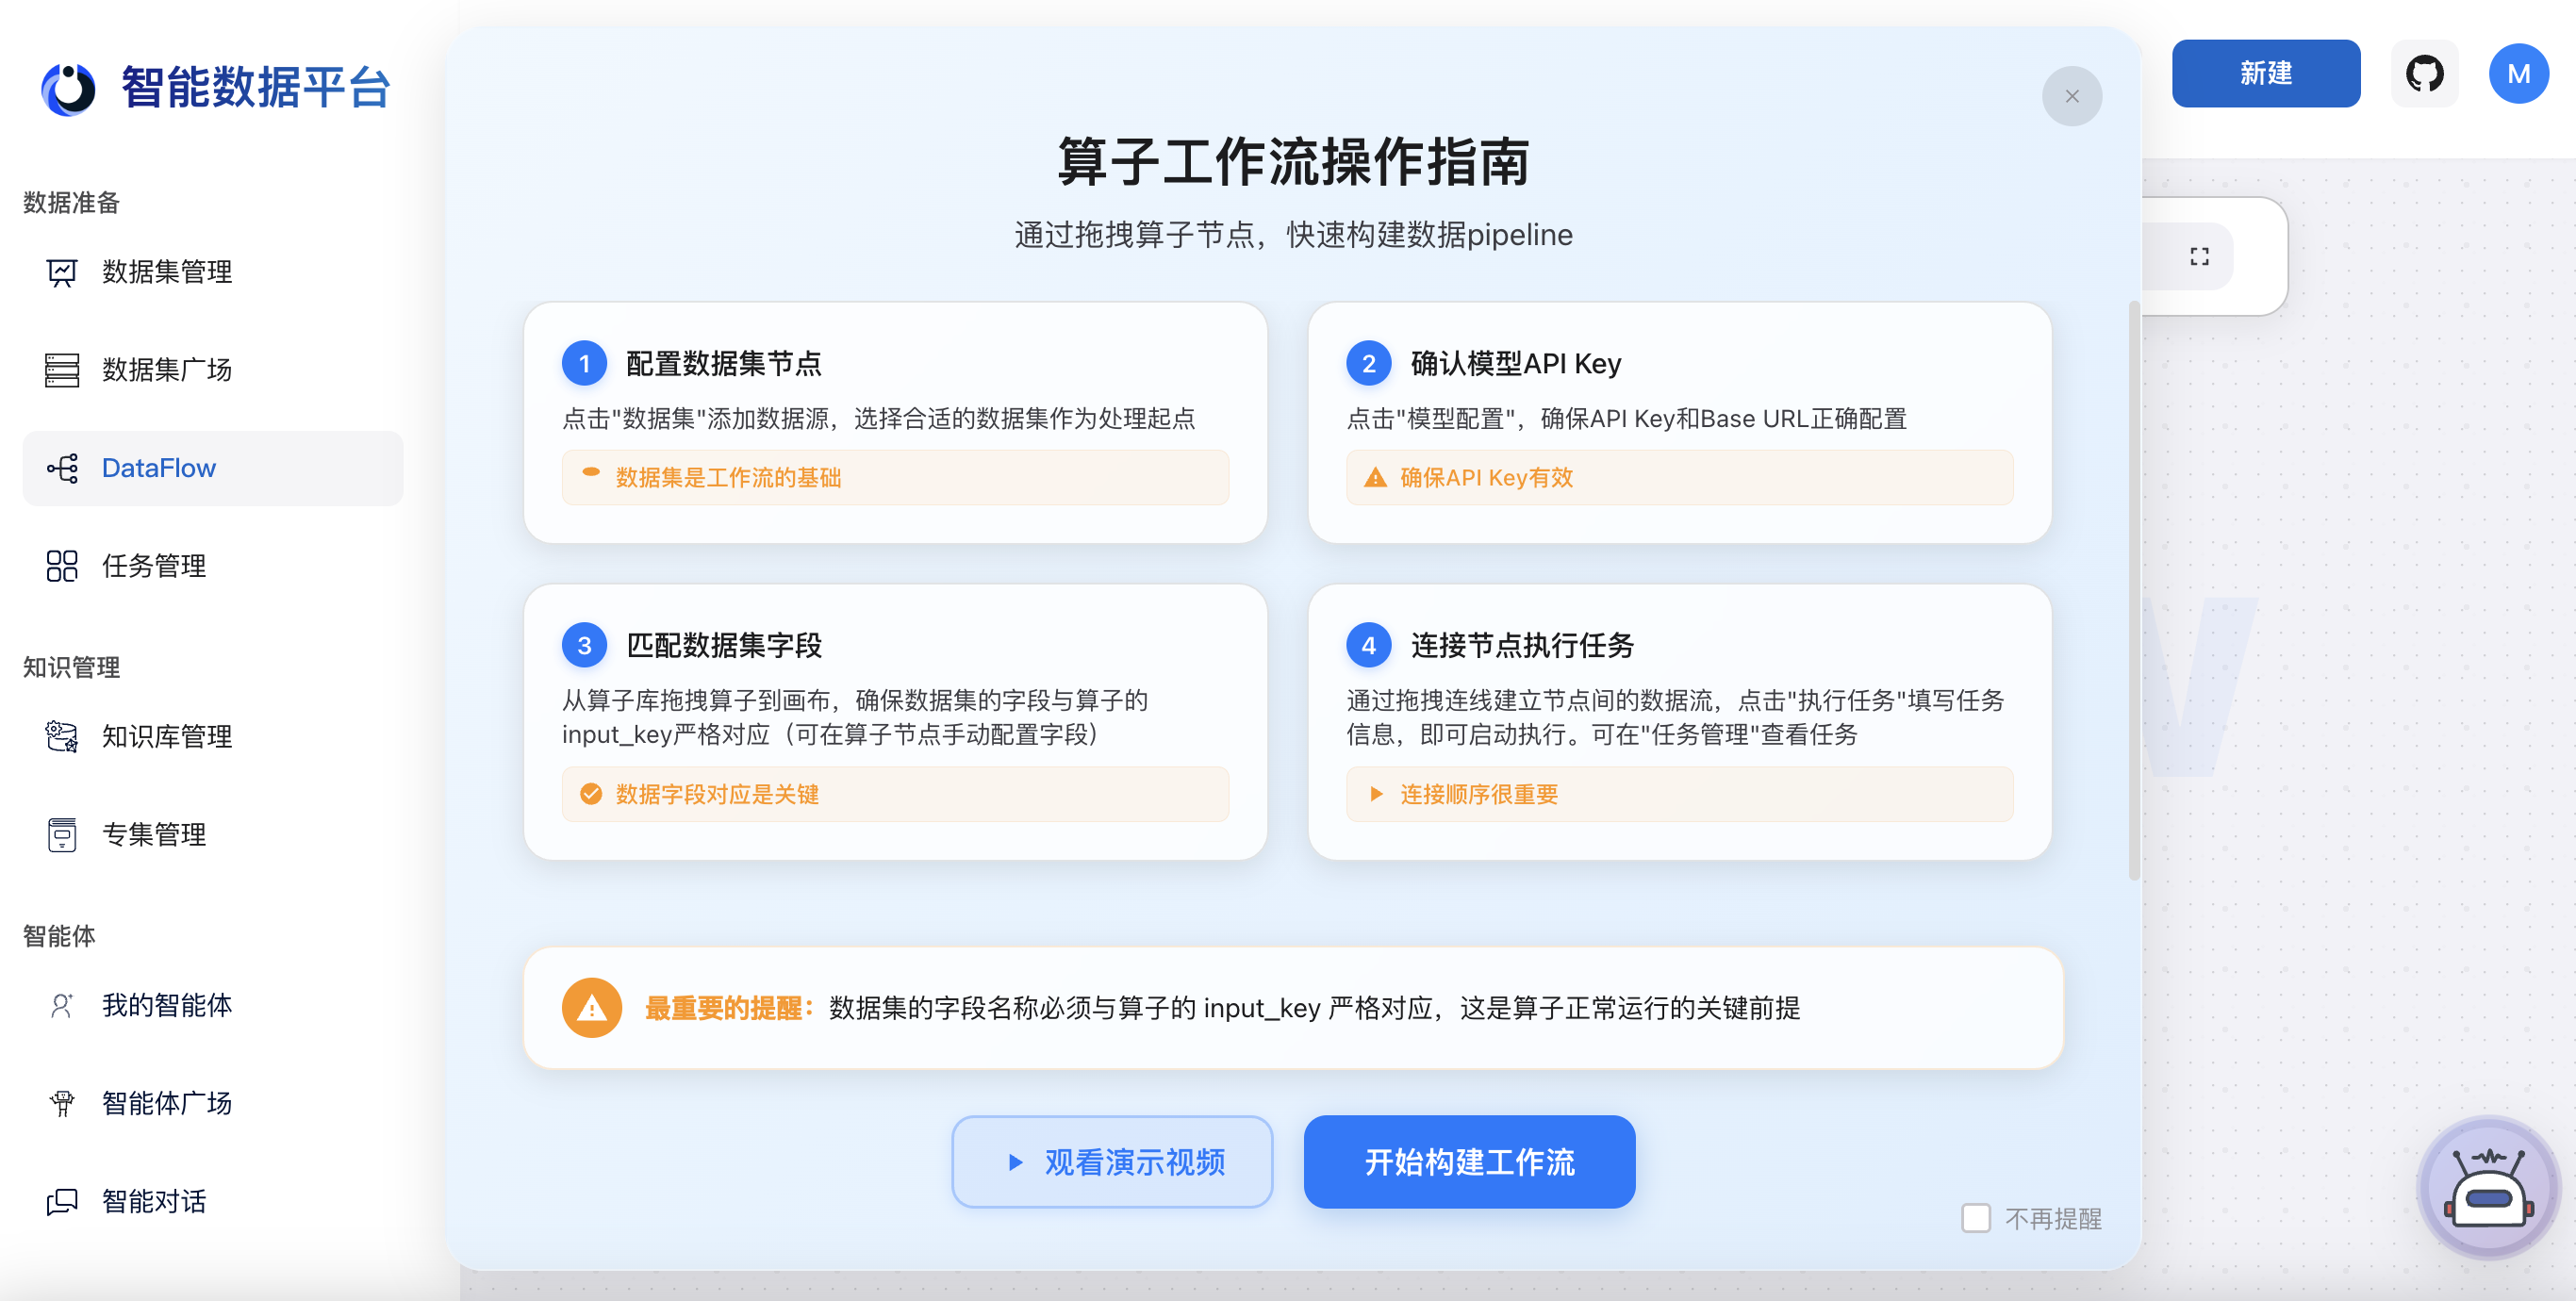 智能数据平台
数据准备
数据集管理
数据集广场
DataFlow
任务管理
知识管理
知识库管理
专集管理
智能体
我的智能体
智能体广场
智能对话
新建
M
×
算子工作流操作指南
通过拖拽算子节点，快速构建数据pipeline
1 配置数据集节点
点击"数据集"添加数据源，选择合适的数据集作为处理起点
数据集是工作流的基础
2 确认模型API Key
点击"模型配置"，确保API Key和Base URL正确配置
确保API Key有效
3 匹配数据集字段
从算子库拖拽算子到画布，确保数据集的字段与算子的
input_key严格对应（可在算子节点手动配置字段）
数据字段对应是关键
4 连接节点执行任务
通过拖拽连线建立节点间的数据流，点击"执行任务"填写任务
信息，即可启动执行。可在"任务管理"查看任务
连接顺序很重要
最重要的提醒：数据集的字段名称必须与算子的 input_key 严格对应，这是算子正常运行的关键前提
观看演示视频
开始构建工作流
不再提醒